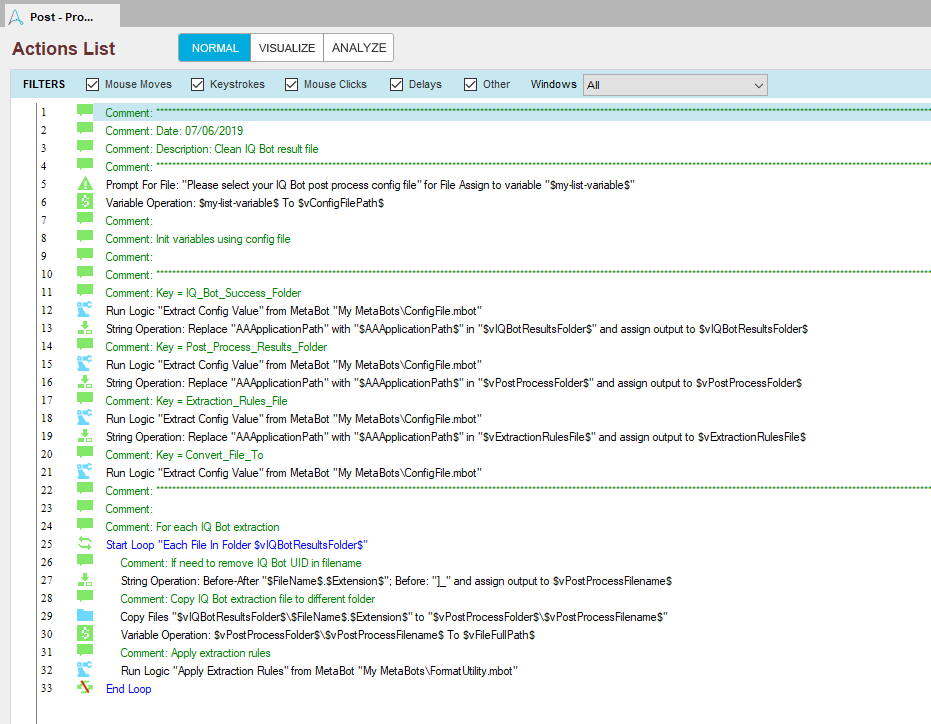 Post - Pro...
Actions List
NORMAL VISUALIZE ANALYZE
FILTERS Mouse Moves Keystrokes Mouse Clicks Delays Other Windows All
1 Comment: ****************************************************************
2 Comment: Date: 07/06/2019
3 Comment: Description: Clean IQ Bot result file
4 Comment: ****************************************************************
5 Prompt For File: "Please select your IQ Bot post process config file" for File Assign to variable "$my-list-variable$"
6 Variable Operation: $my-list-variable$ To $vConfigFilePath$
7 Comment:
8 Comment: Init variables using config file
9 Comment:
10 Comment: ****************************************************************
11 Comment: Key = IQ_Bot_Success_Folder
12 Run Logic "Extract Config Value" from MetaBot "My MetaBots\ConfigFile.mbot"
13 String Operation: Replace "AAApplicationPath" with "$AAApplicationPath$" in "$vIQBotResultsFolder$" and assign output to $vIQBotResultsFolder$
14 Comment: Key = Post_Process_Results_Folder
15 Run Logic "Extract Config Value" from MetaBot "My MetaBots\ConfigFile.mbot"
16 String Operation: Replace "AAApplicationPath" with "$AAApplicationPath$" in "$vPostProcessFolder$" and assign output to $vPostProcessFolder$
17 Comment: Key = Extraction_Rules_File
18 Run Logic "Extract Config Value" from MetaBot "My MetaBots\ConfigFile.mbot"
19 String Operation: Replace "AAApplicationPath" with "$AAApplicationPath$" in "$vExtractionRulesFile$" and assign output to $vExtractionRulesFile$
20 Comment: Key = Convert_File_To
21 Run Logic "Extract Config Value" from MetaBot "My MetaBots\ConfigFile.mbot"
22 Comment: ****************************************************************
23 Comment:
24 Comment: For each IQ Bot extraction
25 Start Loop "Each File In Folder $vIQBotResultsFolder$"
26 Comment: If need to remove IQ Bot UID in filename
27 String Operation: Before-After "$FileName$.$Extension$"; Before: "]_" and assign output to $vPostProcessFilename$
28 Comment: Copy IQ Bot extraction file to different folder
29 Copy Files "$vIQBotResultsFolder$\$FileName$.$Extension$" to "$vPostProcessFolder$\$vPostProcessFilename$"
30 Variable Operation: $vPostProcessFolder$\$vPostProcessFilename$ To $vFileFullPath$
31 Comment: Apply extraction rules
32 Run Logic "Apply Extraction Rules" from MetaBot "My MetaBots\FormatUtility.mbot"
33 End Loop